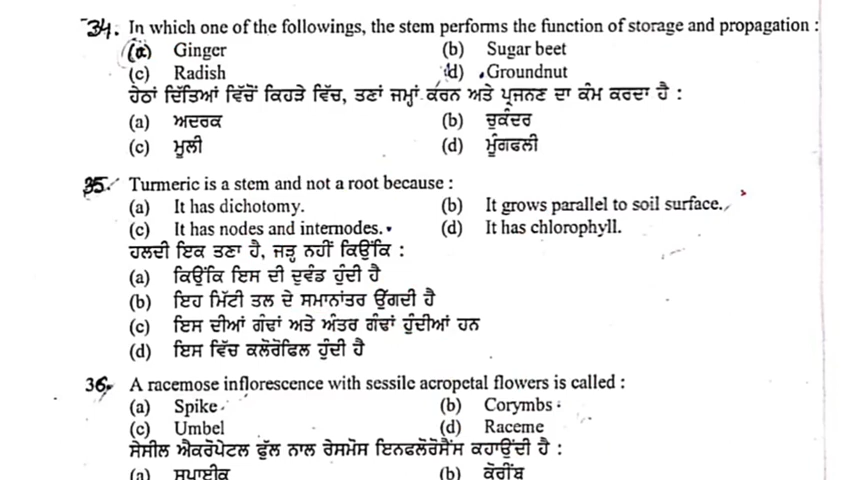 34. In which one of the followings, the stem performs the function of storage and propagation :
(a) Ginger (b) Sugar beet
(c) Radish (d) Groundnut
ਹੇਠਾਂ ਦਿੱਤਿਆਂ ਵਿੱਚੋਂ ਕਿਹੜੇ ਵਿੱਚ, ਤਣਾਂ ਜਮ੍ਹਾਂ ਕਰਨ ਅਤੇ ਪ੍ਰਜਨਣ ਦਾ ਕੰਮ ਕਰਦਾ ਹੈ :
(a) ਅਦਰਕ (b) ਚੁਕੰਦਰ
(c) ਮੂਲੀ (d) ਮੂੰਗਫਲੀ
35. Turmeric is a stem and not a root because :
(a) It has dichotomy. (b) It grows parallel to soil surface.
(c) It has nodes and internodes. (d) It has chlorophyll.
ਹਲਦੀ ਇਕ ਤਣਾ ਹੈ, ਜੜ੍ਹ ਨਹੀਂ ਕਿਉਂਕਿ :
(a) ਕਿਉਂਕਿ ਇਸ ਦੀ ਦੁਵੰਡ ਹੁੰਦੀ ਹੈ
(b) ਇਹ ਮਿੱਟੀ ਤਲ ਦੇ ਸਮਾਨਾਂਤਰ ਉੱਗਦੀ ਹੈ
(c) ਇਸ ਦੀਆਂ ਗੰਢਾਂ ਅਤੇ ਅੰਤਰ ਗੰਢਾਂ ਹੁੰਦੀਆਂ ਹਨ
(d) ਇਸ ਵਿੱਚ ਕਲੋਰੋਫਿਲ ਹੁੰਦੀ ਹੈ
36. A racemose inflorescence with sessile acropetal flowers is called :
(a) Spike (b) Corymbs
(c) Umbel (d) Raceme
ਸੇਸੀਲ ਐਕਰੋਪੇਟਲ ਫੁੱਲ ਨਾਲ ਰੇਸਮੋਸ ਇਨਫਲੋਰੋਸੈਂਸ ਕਹਾਉਂਦੀ ਹੈ :
(a) ਸਪਾਈਕ (b) ਕੋਰੀਂਬ